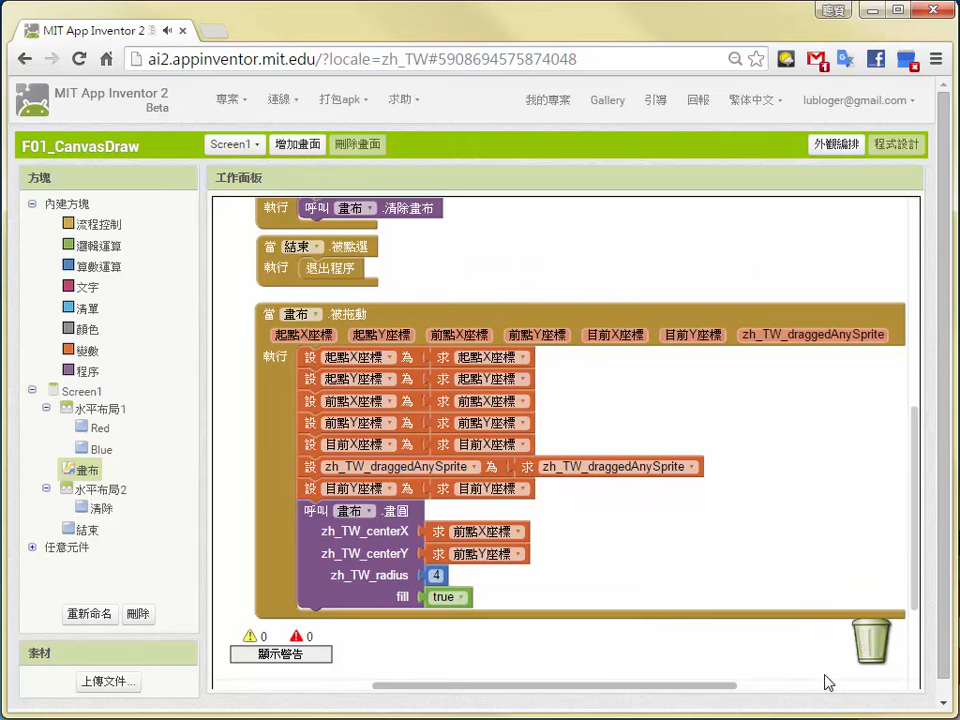 總賀
MIT App Inventor 2
ai2.appinventor.mit.edu/?locale=zh_TW#5908694575874048
1
MIT App Inventor 2
Beta
專案 連線 打包apk 求助 我的專案 Gallery 引導 回報 繁体中文 lubloger@gmail.com
F01_CanvasDraw Screen1 增加畫面 刪除畫面 外觀編排 程式設計
方塊
工作面板
內建方塊
流程控制
邏輯運算
算數運算
文字
清單
顏色
變數
程序
Screen1
水平布局1
Red
Blue
畫布
水平布局2
清除
結束
任意元件
重新命名 刪除
素材
上傳文件...
執行 呼叫 畫布 .清除畫布
當 結束 .被點選
執行 退出程序
當 畫布 .被拖動
起點X座標 起點Y座標 前點X座標 前點Y座標 目前X座標 目前Y座標 zh_TW_draggedAnySprite
執行 設 起點X座標 為 求 起點X座標
設 起點Y座標 為 求 起點Y座標
設 前點X座標 為 求 前點X座標
設 前點Y座標 為 求 前點Y座標
設 目前X座標 為 求 目前X座標
設 zh_TW_draggedAnySprite 為 求 zh_TW_draggedAnySprite
設 目前Y座標 為 求 目前Y座標
呼叫 畫布 .畫圓
zh_TW_centerX 求 前點X座標
zh_TW_centerY 求 前點Y座標
zh_TW_radius 4
fill true
0 0
顯示警告